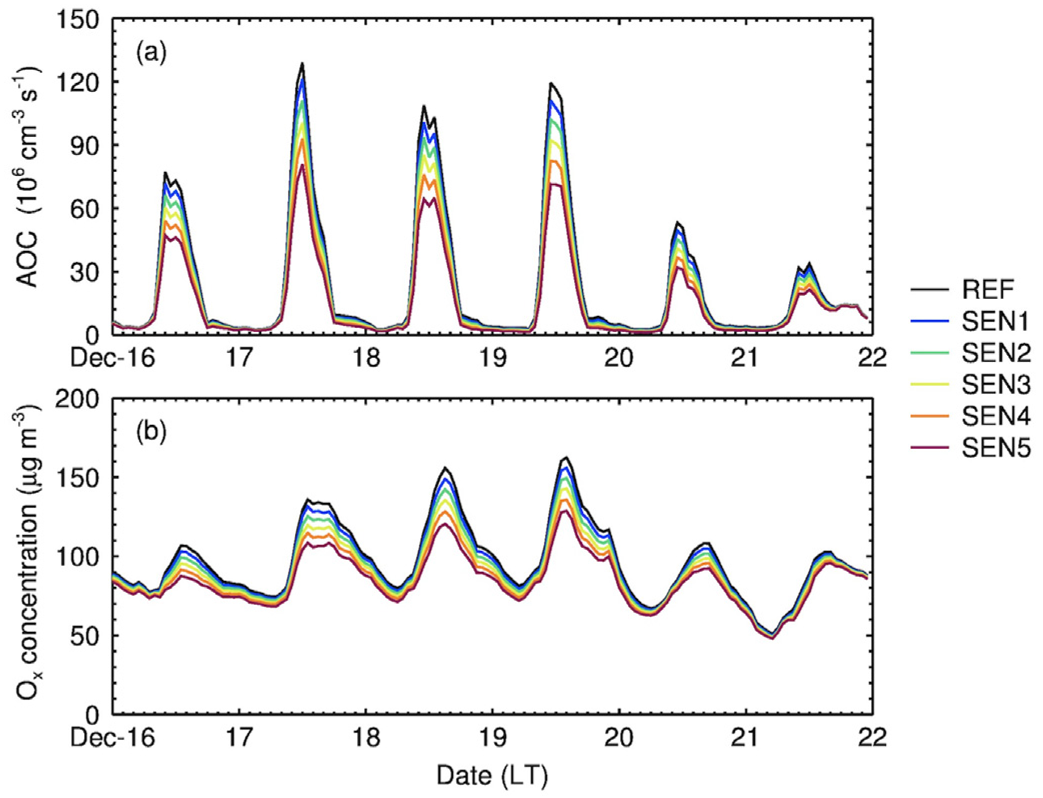 (a)
AOC (10⁶ cm⁻³ s⁻¹)
150
120
90
60
30
0
Dec-16 17 18 19 20 21 22
(b)
Oₓ concentration (μg m⁻³)
200
150
100
50
0
Dec-16 17 18 19 20 21 22
Date (LT)
REF
SEN1
SEN2
SEN3
SEN4
SEN5